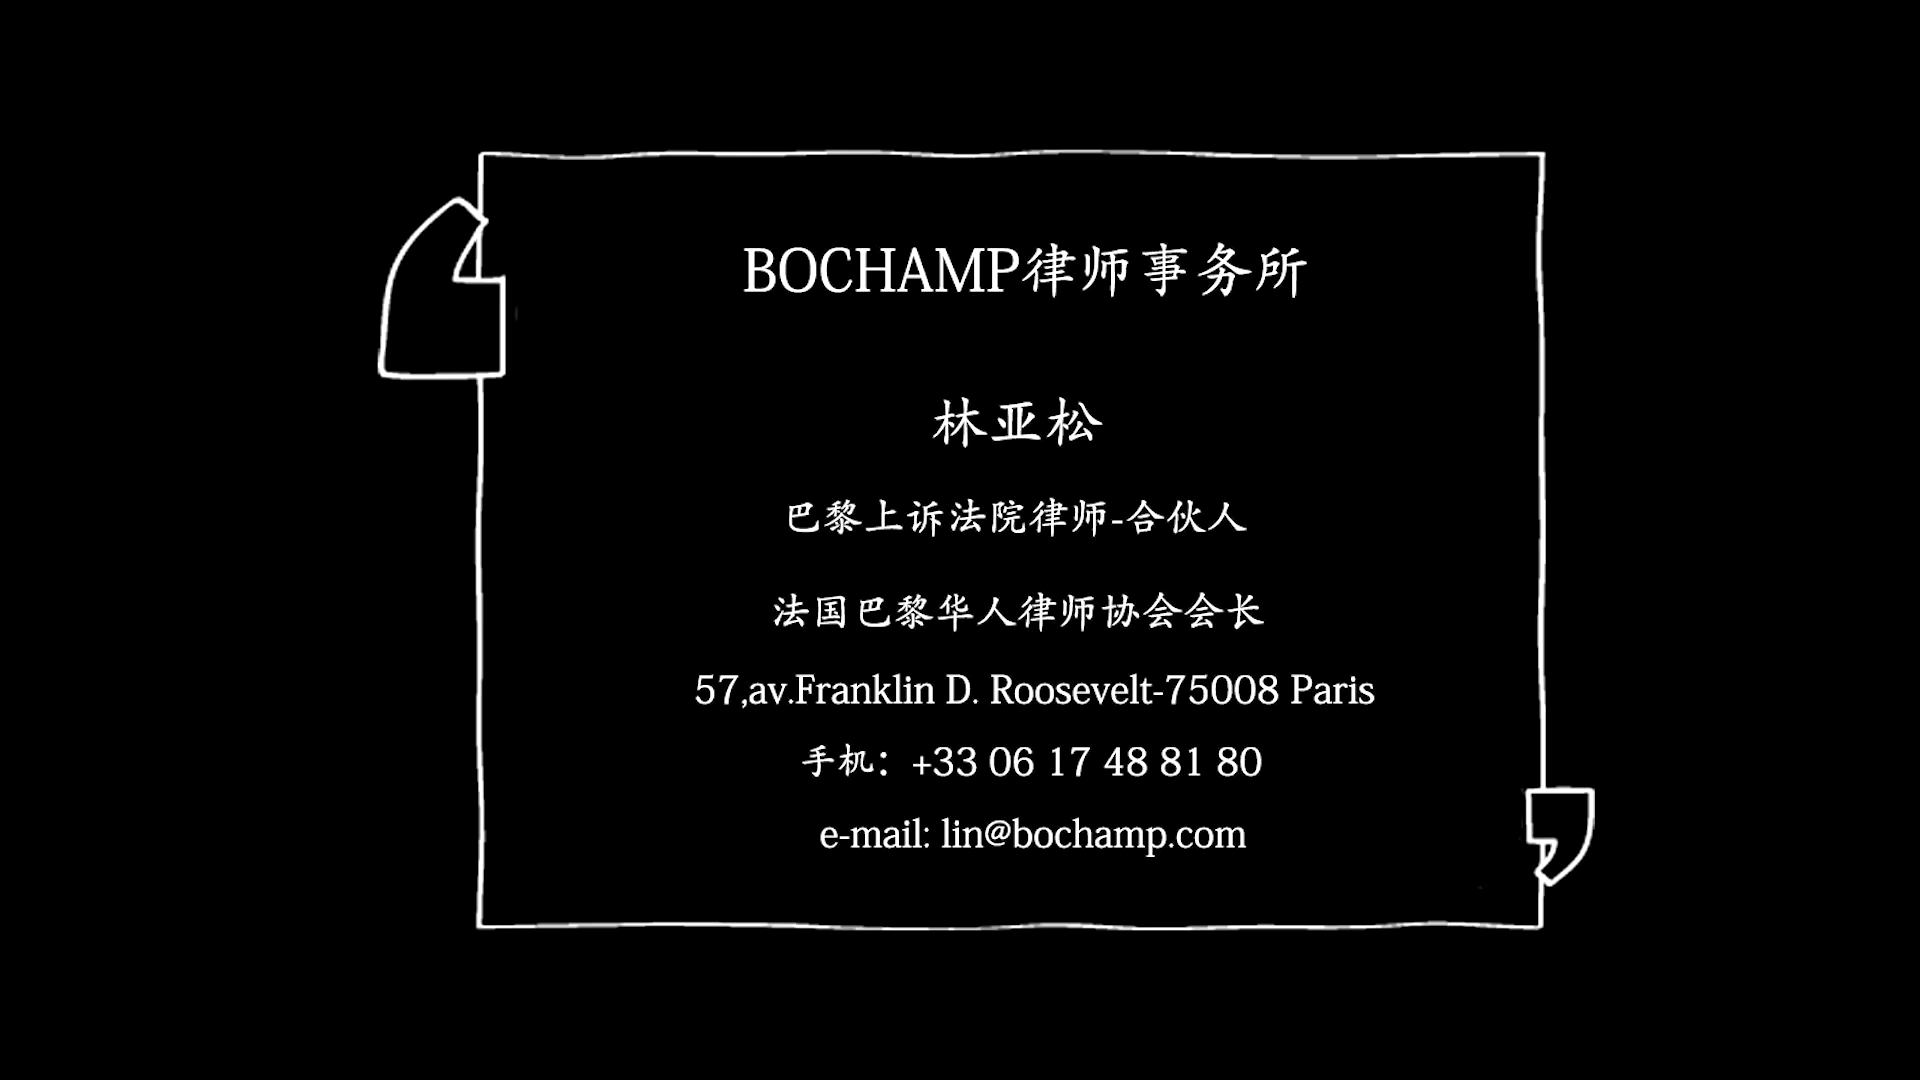 BOCHAMP律师事务所
林亚松
巴黎上诉法院律师-合伙人
法国巴黎华人律师协会会长
57,av.Franklin D. Roosevelt-75008 Paris
手机：+33 06 17 48 81 80
e-mail: lin@bochamp.com